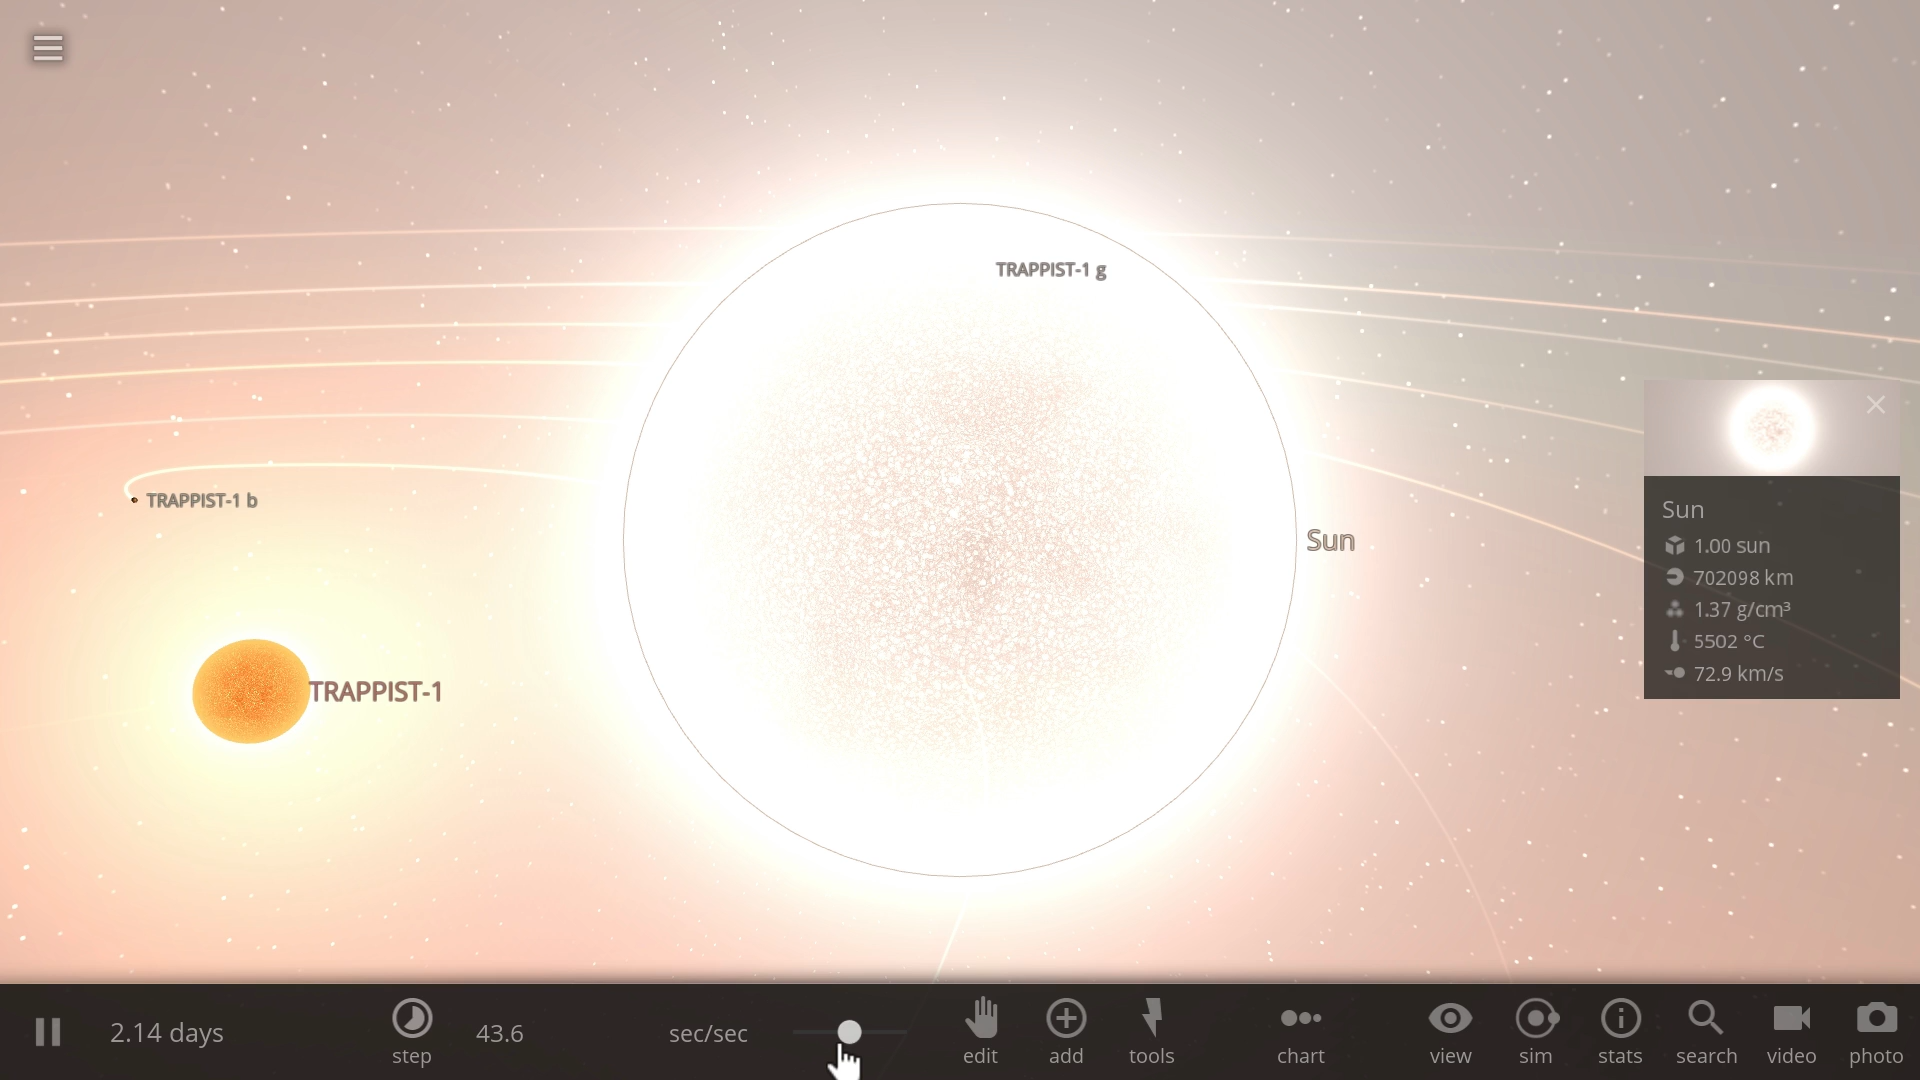 TRAPPIST-1 g
TRAPPIST-1 b
Sun
TRAPPIST-1
Sun
1.00 sun
702098 km
1.37 g/cm³
5502 °C
72.9 km/s
2.14 days
step
43.6
sec/sec
edit
add
tools
chart
view
sim
stats
search
video
photo